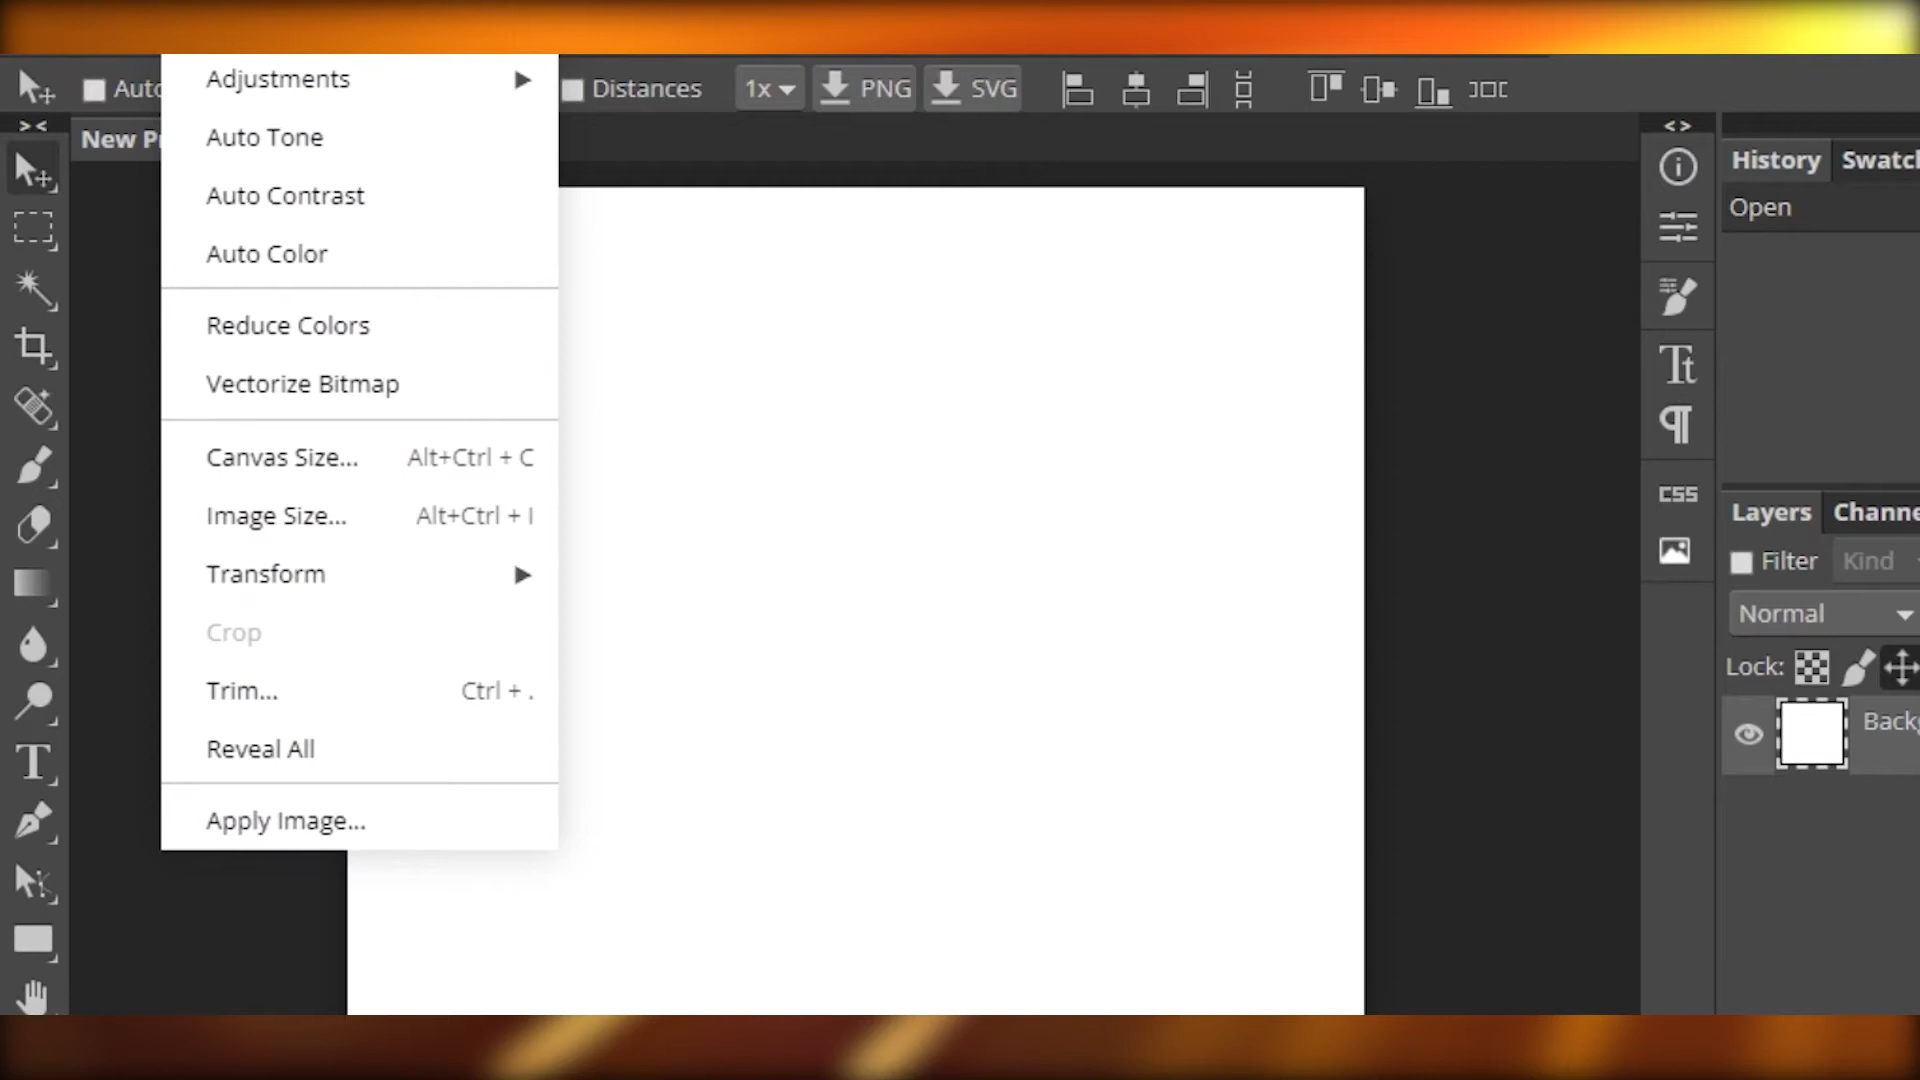 Auto
Distances
1x
PNG
SVG
New Pr
Adjustments
Auto Tone
Auto Contrast
Auto Color
Reduce Colors
Vectorize Bitmap
Canvas Size... Alt+Ctrl + C
Image Size... Alt+Ctrl + I
Transform
Crop
Trim... Ctrl + .
Reveal All
Apply Image...
CSS
History Swatch
Open
Layers Channe
Filter Kind
Normal
Lock:
Backg